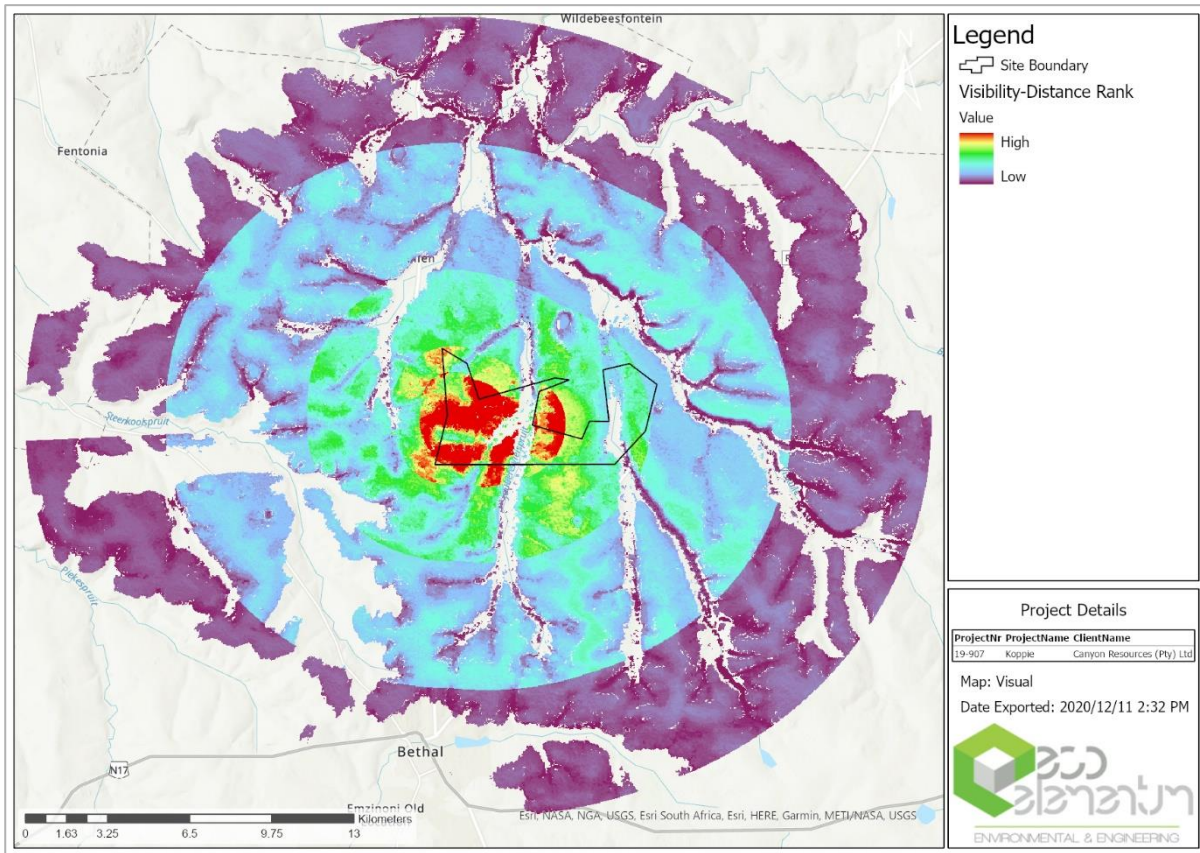 Wildebeesfontein
Fentonia
Steerkoolspruit
Piekespruit
Bethal
N17
Emzinoni Old
Kilometers
0 1.63 3.25 6.5 9.75 13
Esri, NASA, NGA, USGS, Esri South Africa, Esri, HERE, Garmin, METI/NASA, USGS
N
Legend
Site Boundary
Visibility-Distance Rank
Value
High
Low
Project Details
ProjectNr ProjectName ClientName
19-907 Koppie Canyon Resources (Pty) Ltd
Map: Visual
Date Exported: 2020/12/11 2:32 PM
eco
elementum
ENVIRONMENTAL & ENGINEERING